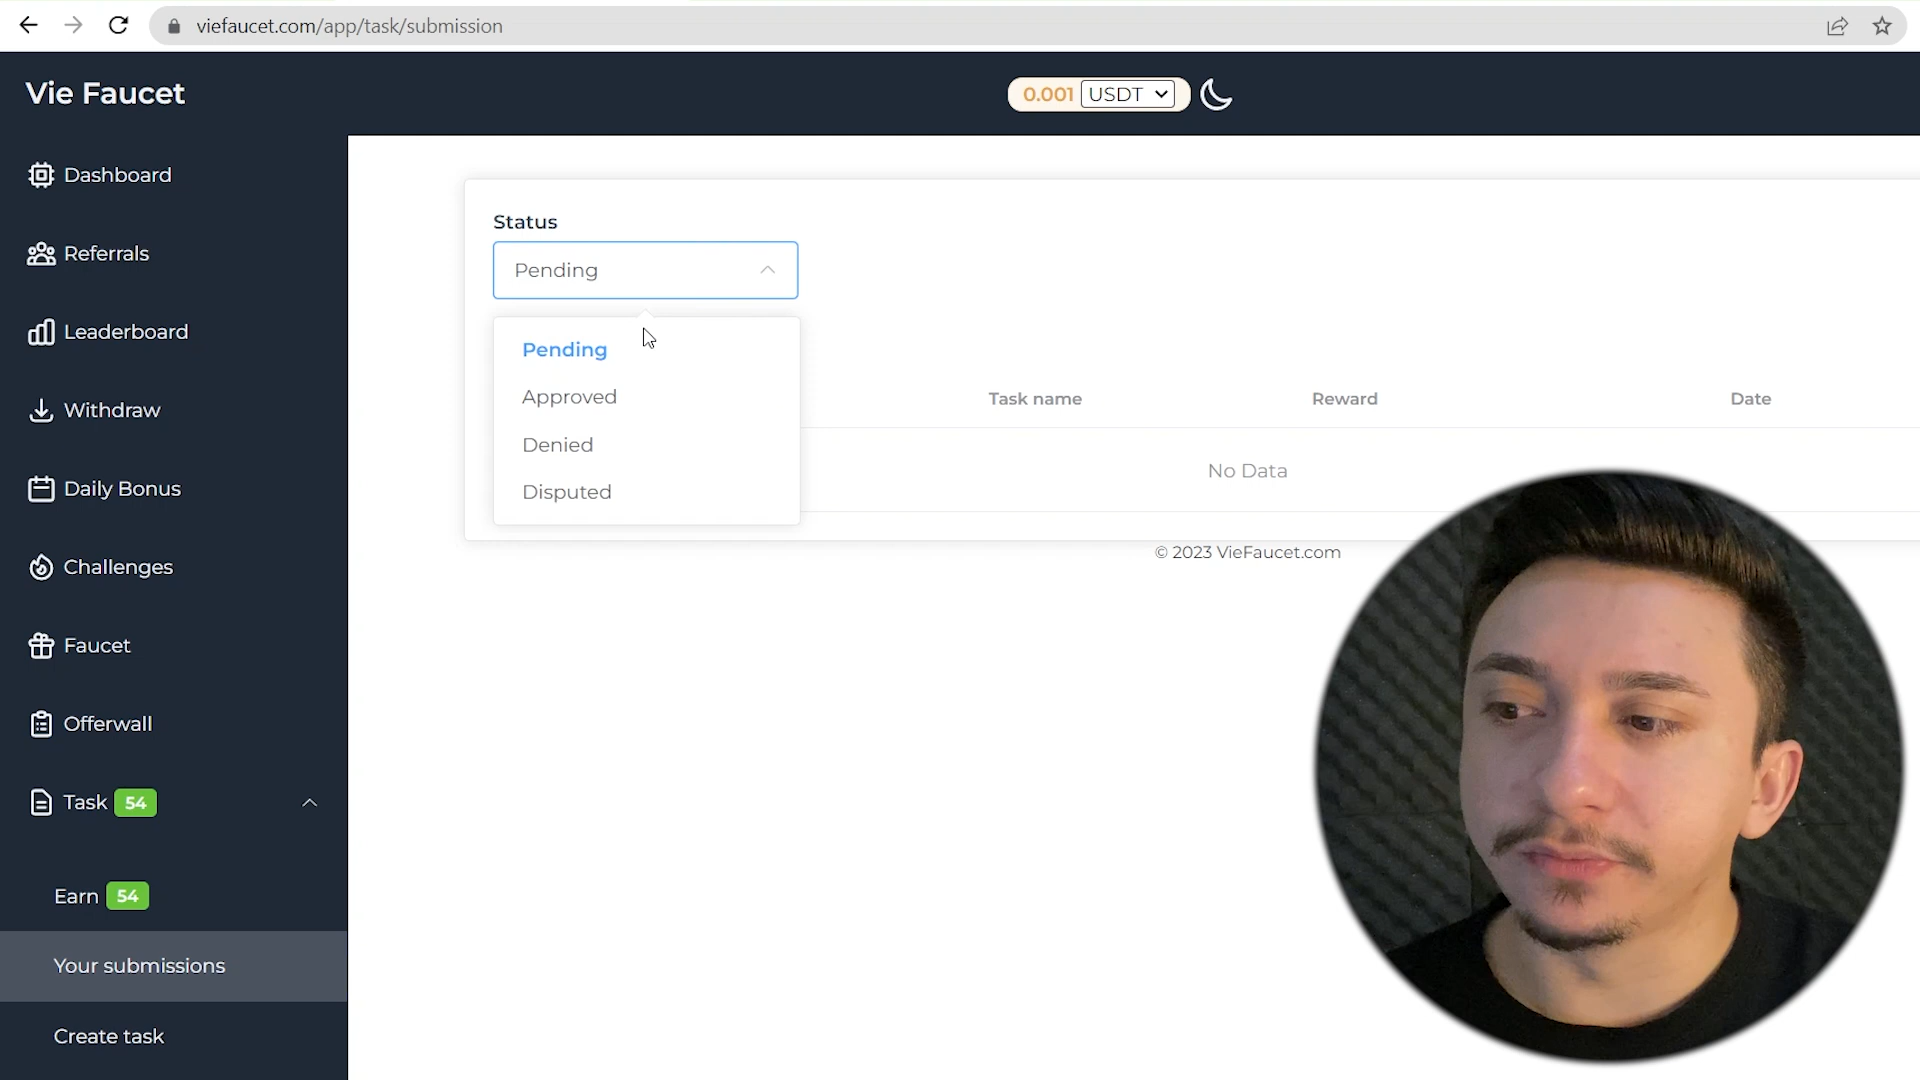 viefaucet.com/app/task/submission
Vie Faucet
0.001 USDT
Dashboard
Referrals
Leaderboard
Withdraw
Daily Bonus
Challenges
Faucet
Offerwall
Task 54
Earn 54
Your submissions
Create task
Status
Pending
Pending
Approved
Denied
Disputed
Task name Reward Date
No Data
© 2023 VieFaucet.com